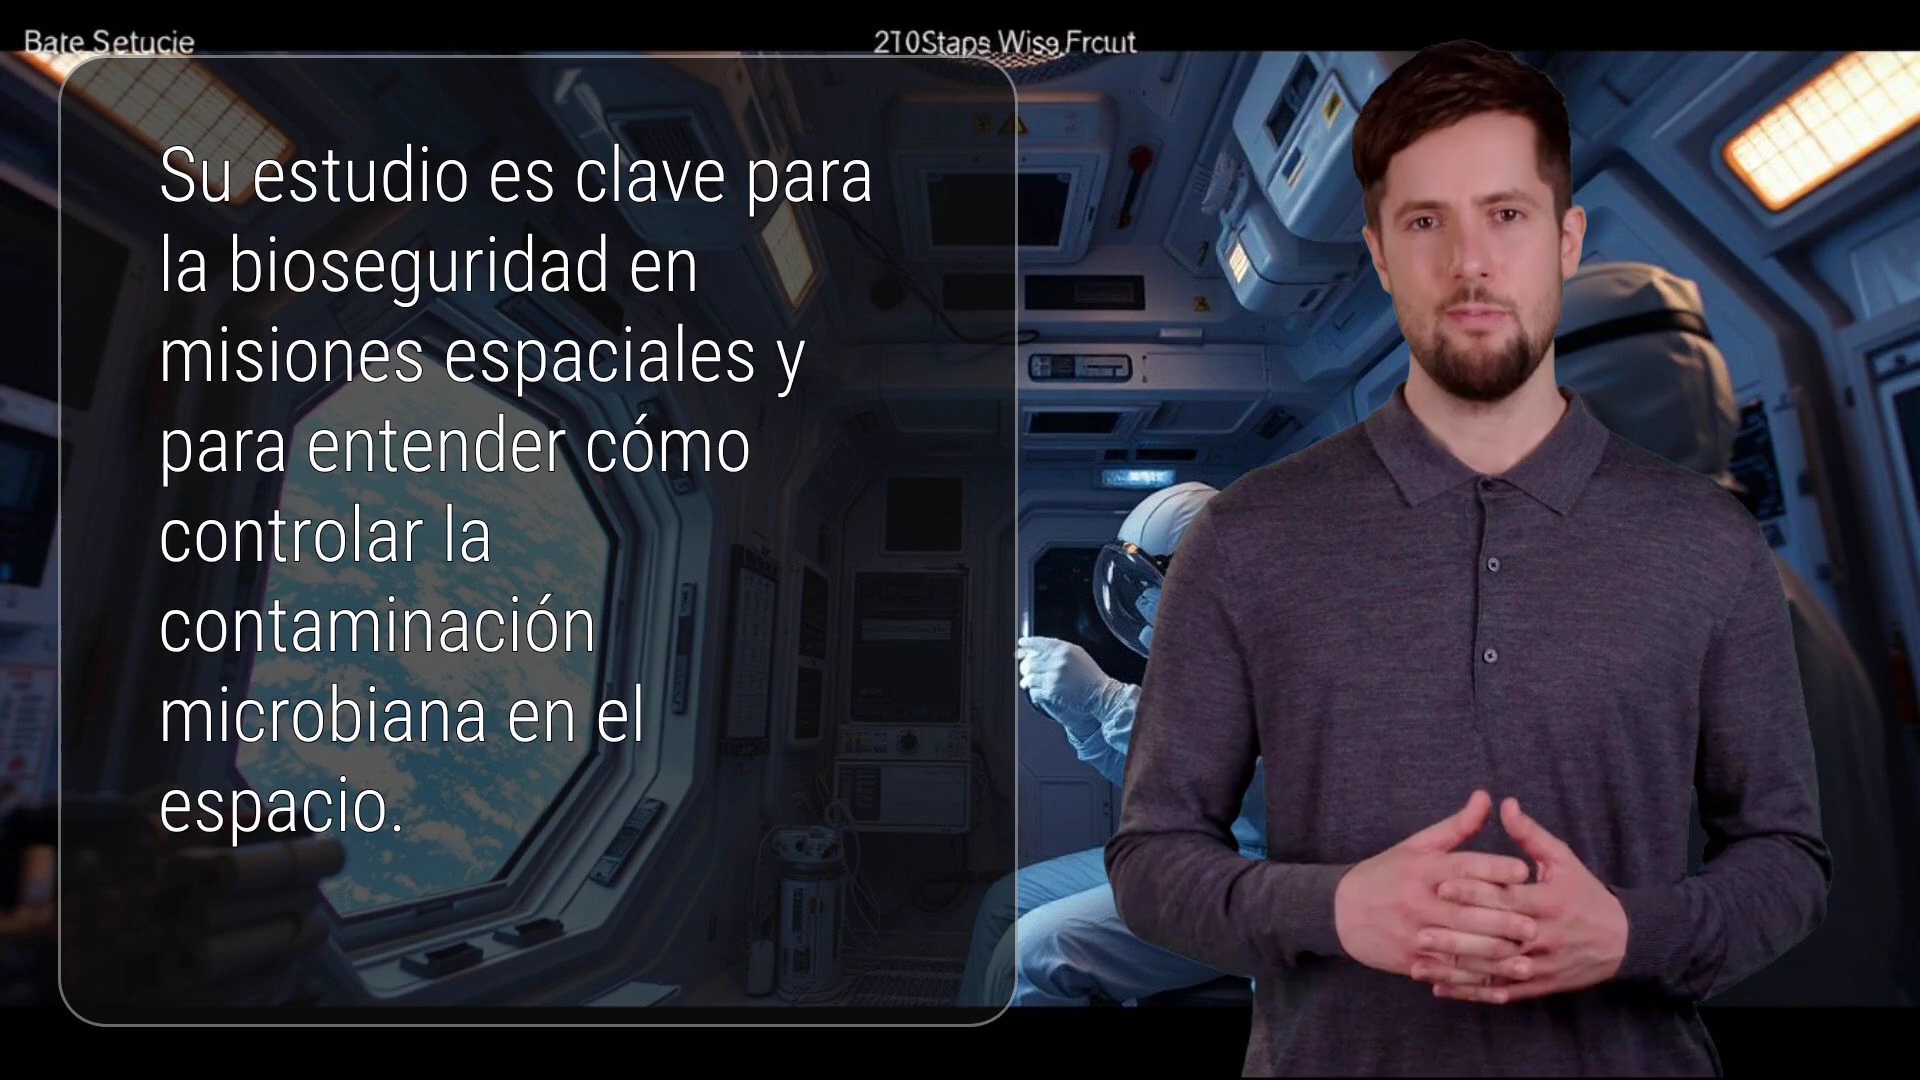 Bate Setucie
210Staps Wise Frcut
Su estudio es clave para
la bioseguridad en
misiones espaciales y
para entender cómo
controlar la
contaminación
microbiana en el
espacio.